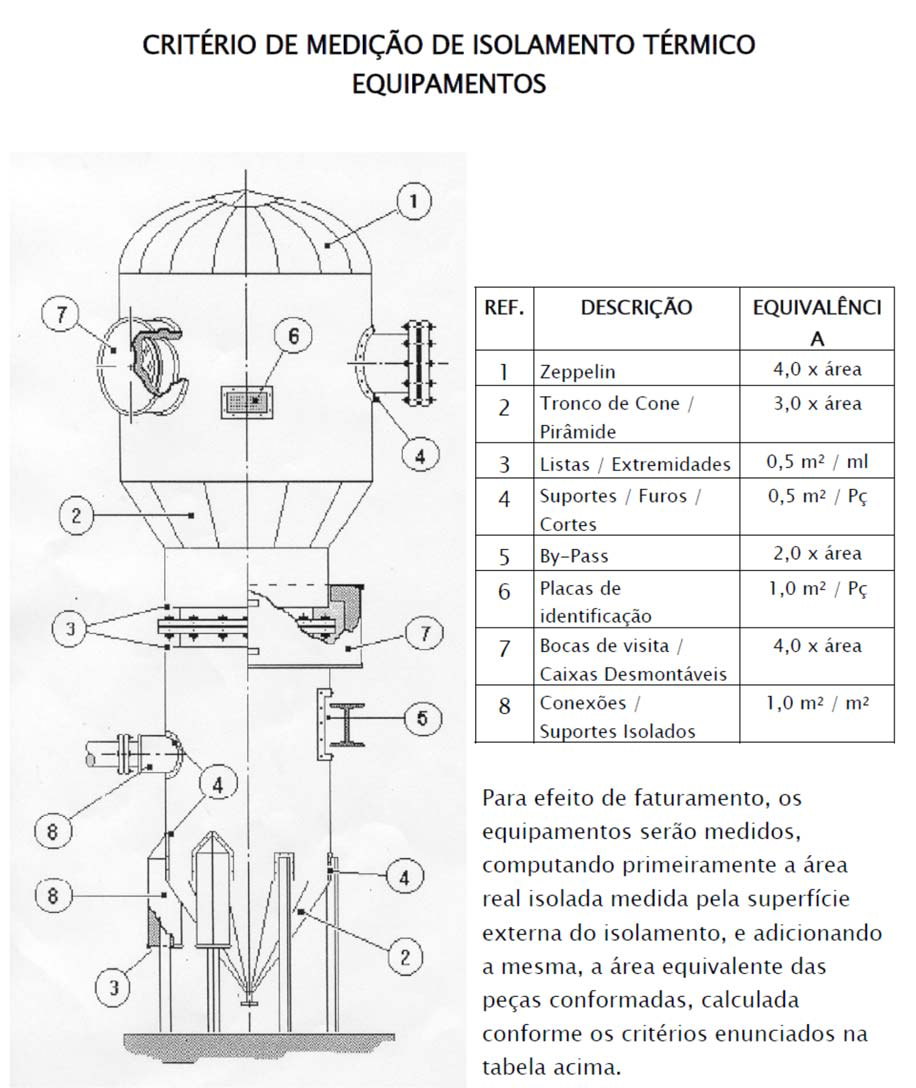 CRITÉRIO DE MEDIÇÃO DE ISOLAMENTO TÉRMICO
EQUIPAMENTOS
1
7
6
4
2
3
7
5
4
8
8
4
2
3
REF. DESCRIÇÃO EQUIVALÊNCI
A
1 Zeppelin 4,0 x área
2 Tronco de Cone / 3,0 x área
Pirâmide
3 Listas / Extremidades 0,5 m² / ml
4 Suportes / Furos / 0,5 m² / Pç
Cortes
5 By-Pass 2,0 x área
6 Placas de 1,0 m² / Pç
identificação
7 Bocas de visita / 4,0 x área
Caixas Desmontáveis
8 Conexões / 1,0 m² / m²
Suportes Isolados
Para efeito de faturamento, os
equipamentos serão medidos,
computando primeiramente a área
real isolada medida pela superfície
externa do isolamento, e adicionando
a mesma, a área equivalente das
peças conformadas, calculada
conforme os critérios enunciados na
tabela acima.